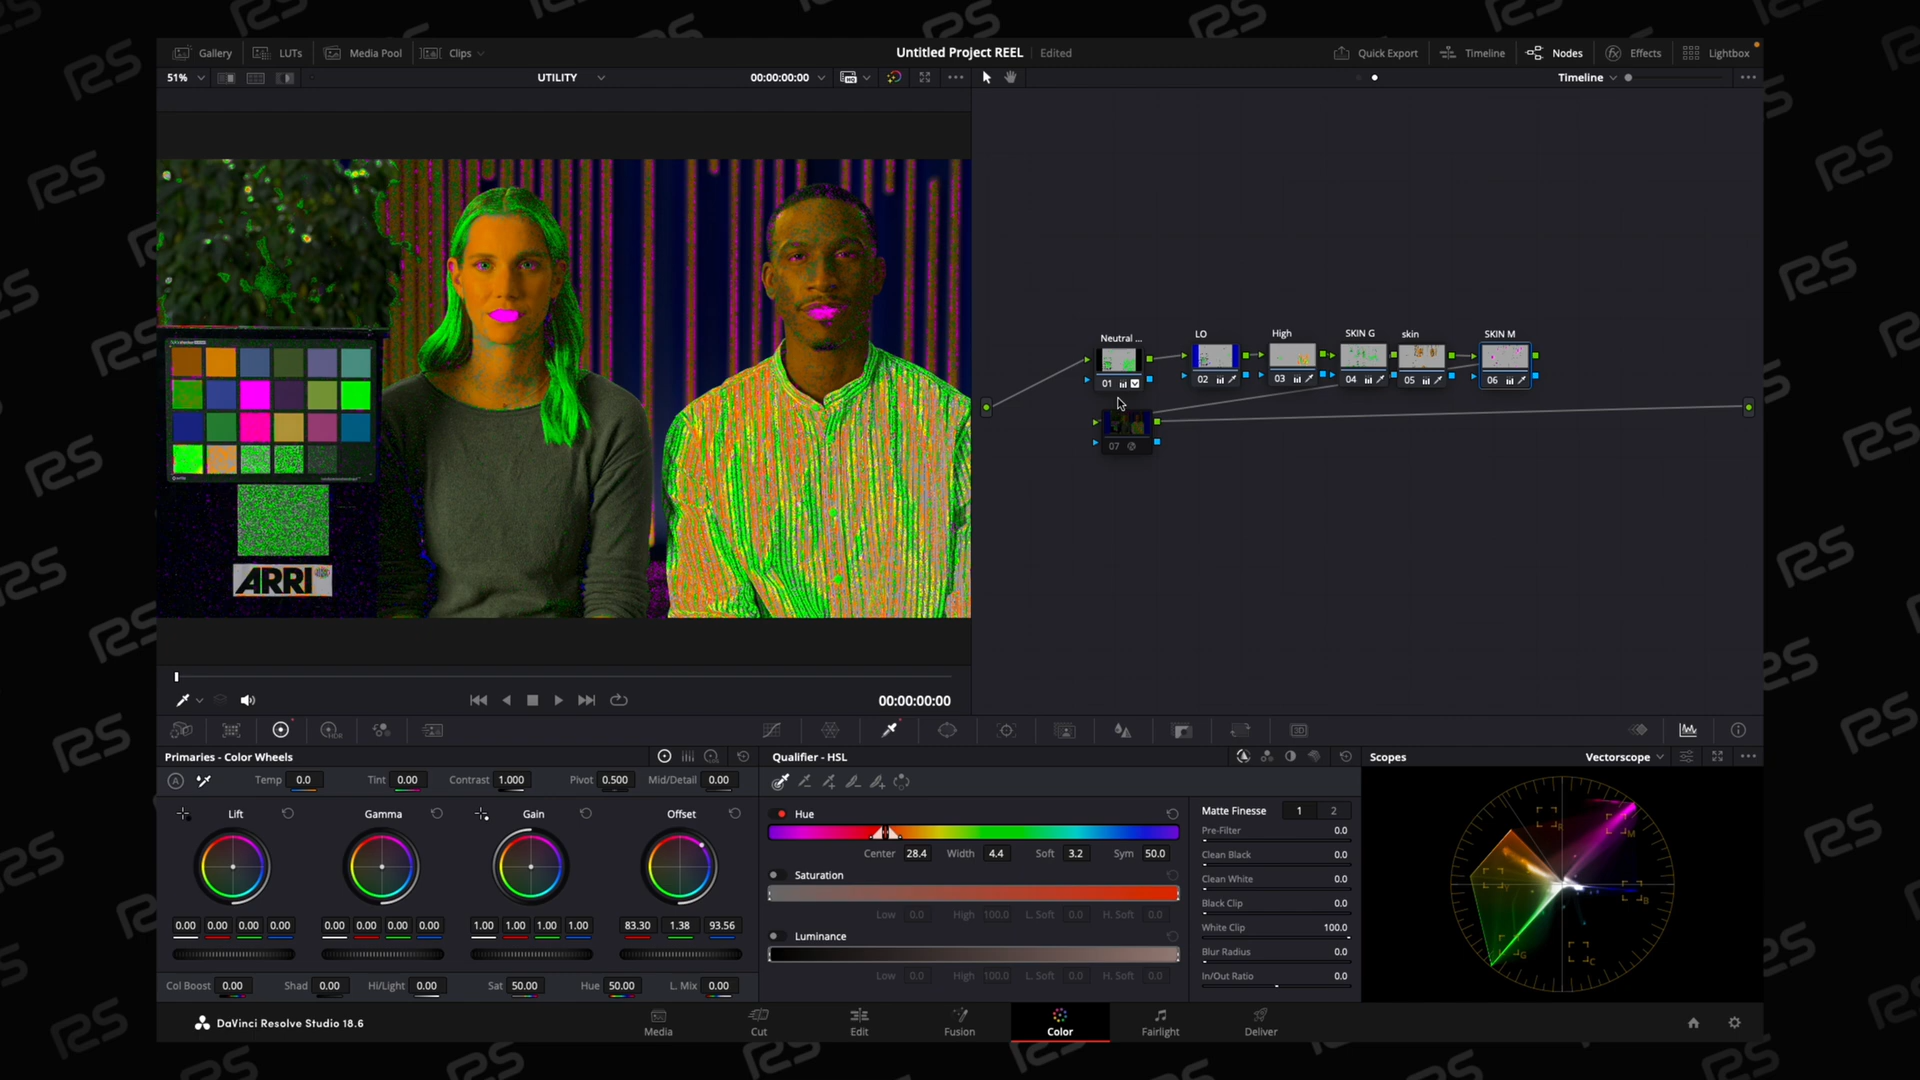 Gallery LUTs Media Pool Clips Untitled Project REEL Edited Quick Export Timeline Nodes Effects Lightbox
51% UTILITY 00:00:00:00 Timeline
Neutral ... LO High SKIN G skin SKIN M
01 02 03 04 05 06
07
ARRI
00:00:00:00
Primaries - Color Wheels Qualifier - HSL Scopes Vectorscope
Temp 0.0 Tint 0.00 Contrast 1.000 Pivot 0.500 Mid/Detail 0.00
Lift Gamma Gain Offset
0.00 0.00 0.00 0.00 0.00 0.00 0.00 0.00 1.00 1.00 1.00 1.00 83.30 1.38 93.56
Col Boost 0.00 Shad 0.00 Hi/Light 0.00 Sat 50.00 Hue 50.00 L. Mix 0.00
Hue
Center 28.4 Width 4.4 Soft 3.2 Sym 50.0
Saturation
Low 0.0 High 100.0 L. Soft 0.0 H. Soft 0.0
Luminance
Low 0.0 High 100.0 L. Soft 0.0 H. Soft 0.0
Matte Finesse 1 2
Pre-Filter 0.0
Clean Black 0.0
Clean White 0.0
Black Clip 0.0
White Clip 100.0
Blur Radius 0.0
In/Out Ratio 0.0
R M B C G Y
DaVinci Resolve Studio 18.6 Media Cut Edit Fusion Color Fairlight Deliver